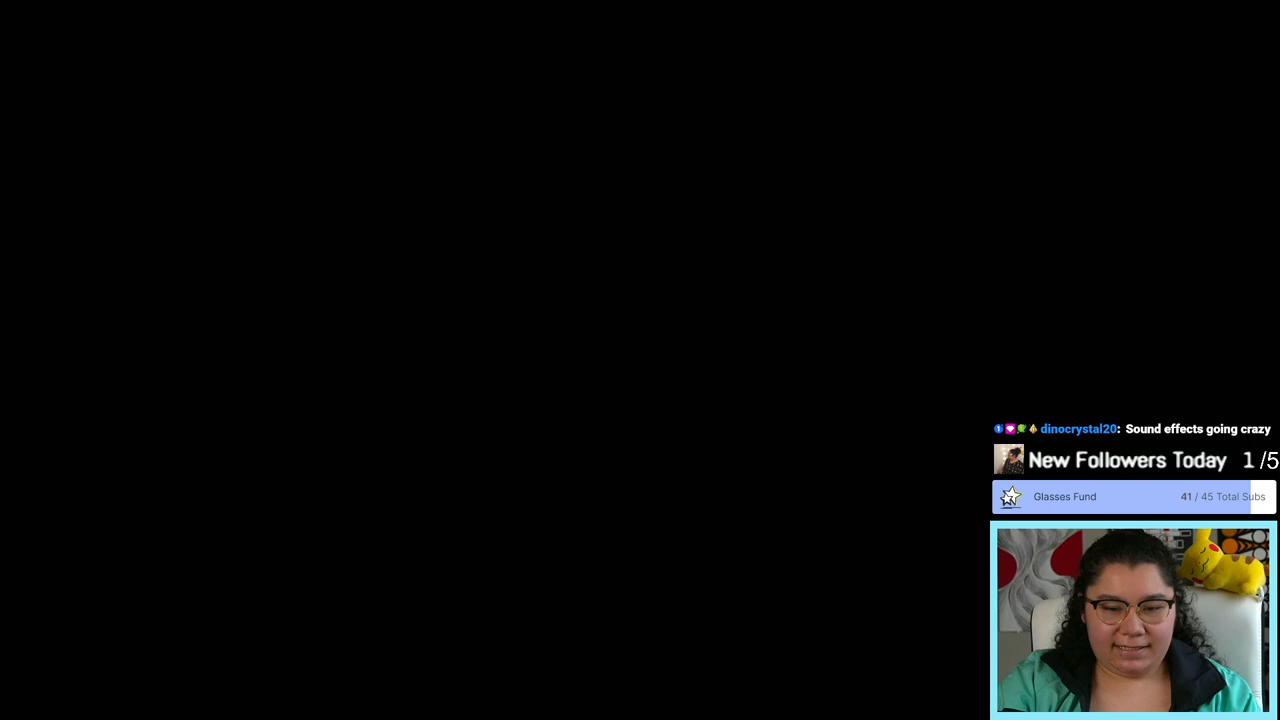 dinocrystal20: Sound effects going crazy
New Followers Today 1 /5
Glasses Fund 41 / 45 Total Subs